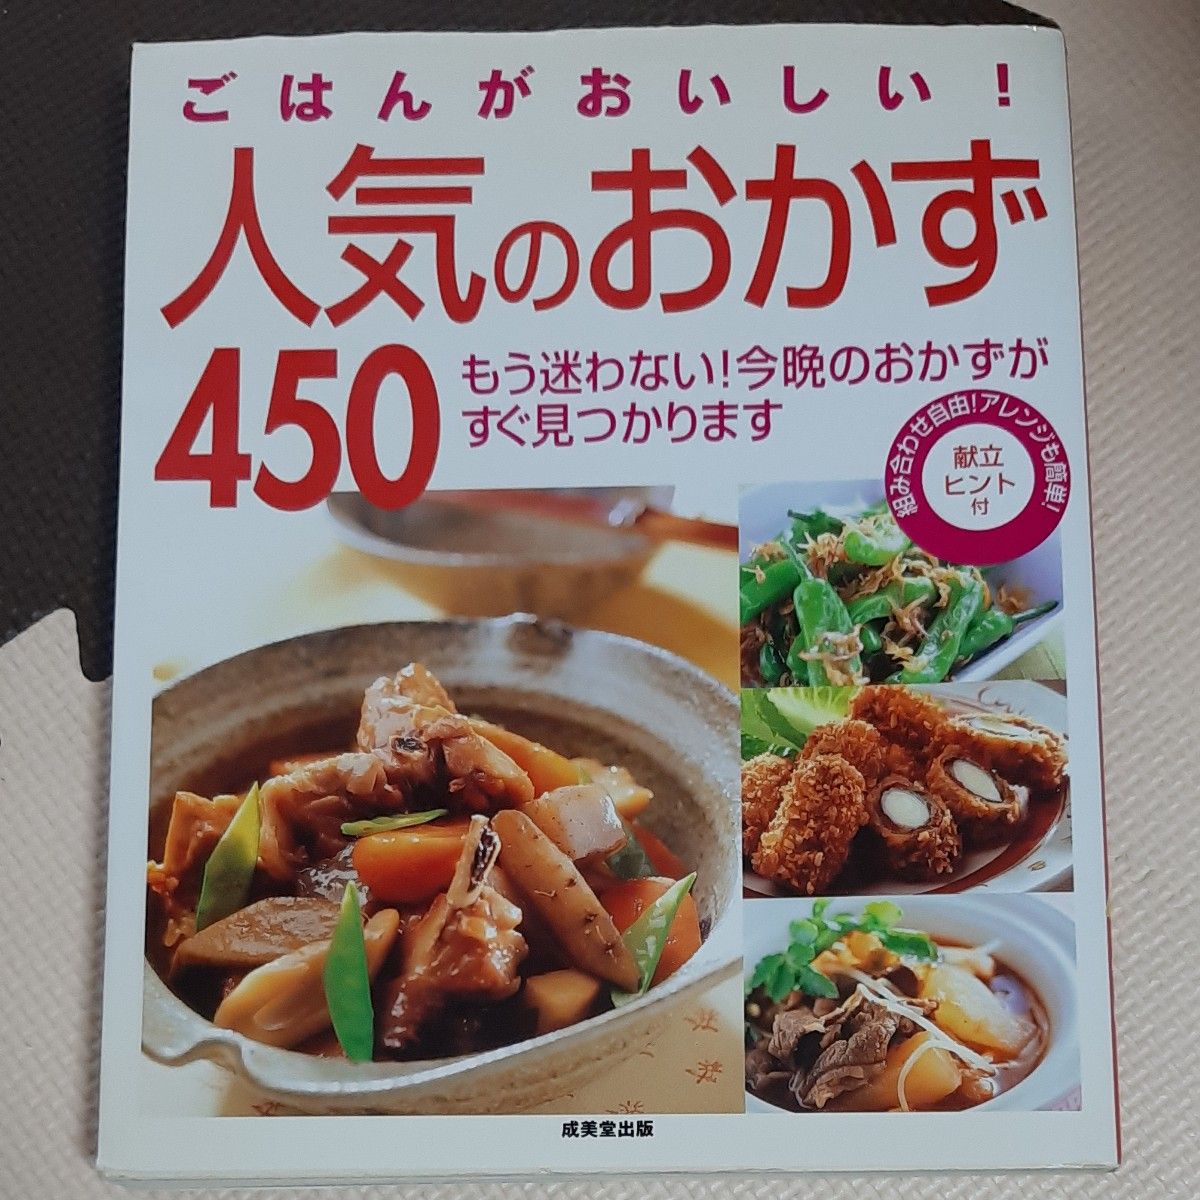 ごはんがおいしい！
人気のおかず
450
もう迷わない！今晩のおかずが
すぐ見つかります
組み合わせ自由！アレンジも簡単！
献立
ヒント
付
成美堂出版